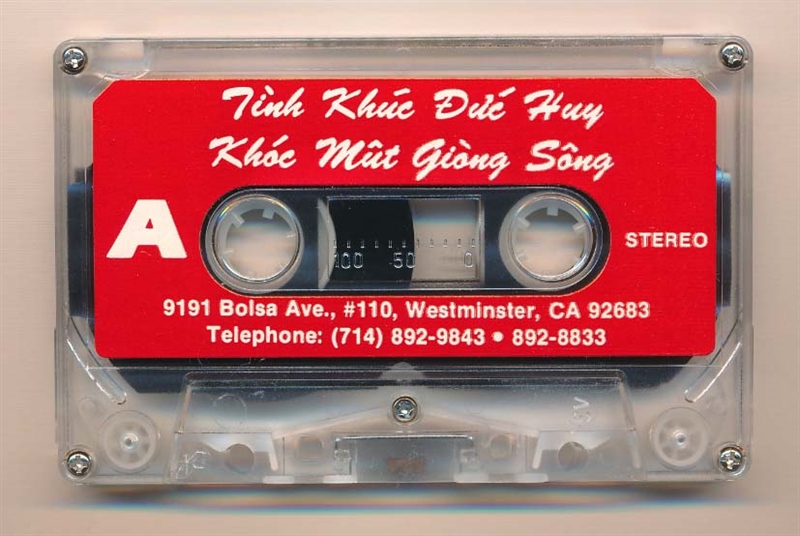 Tình Khúc Đức Huy
Khóc Mût Giòng Sông
A
STEREO
100 50 0
9191 Bolsa Ave., #110, Westminster, CA 92683
Telephone: (714) 892-9843 • 892-8833